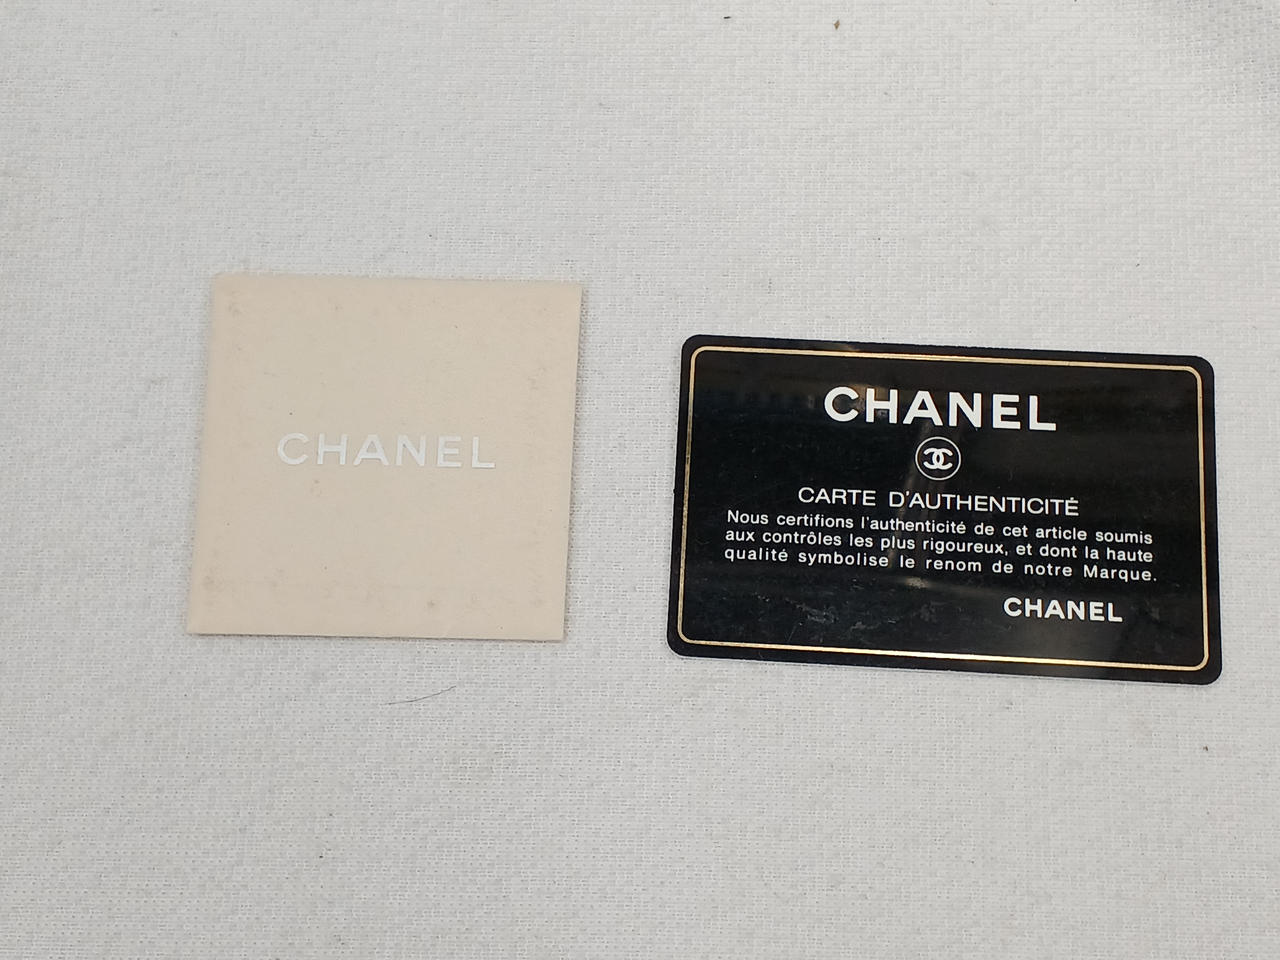 CHANEL
CHANEL
CARTE D'AUTHENTICITÉ
Nous certifions l'authenticité de cet article soumis
aux contrôles les plus rigoureux, et dont la haute
qualité symbolise le renom de notre Marque.
CHANEL